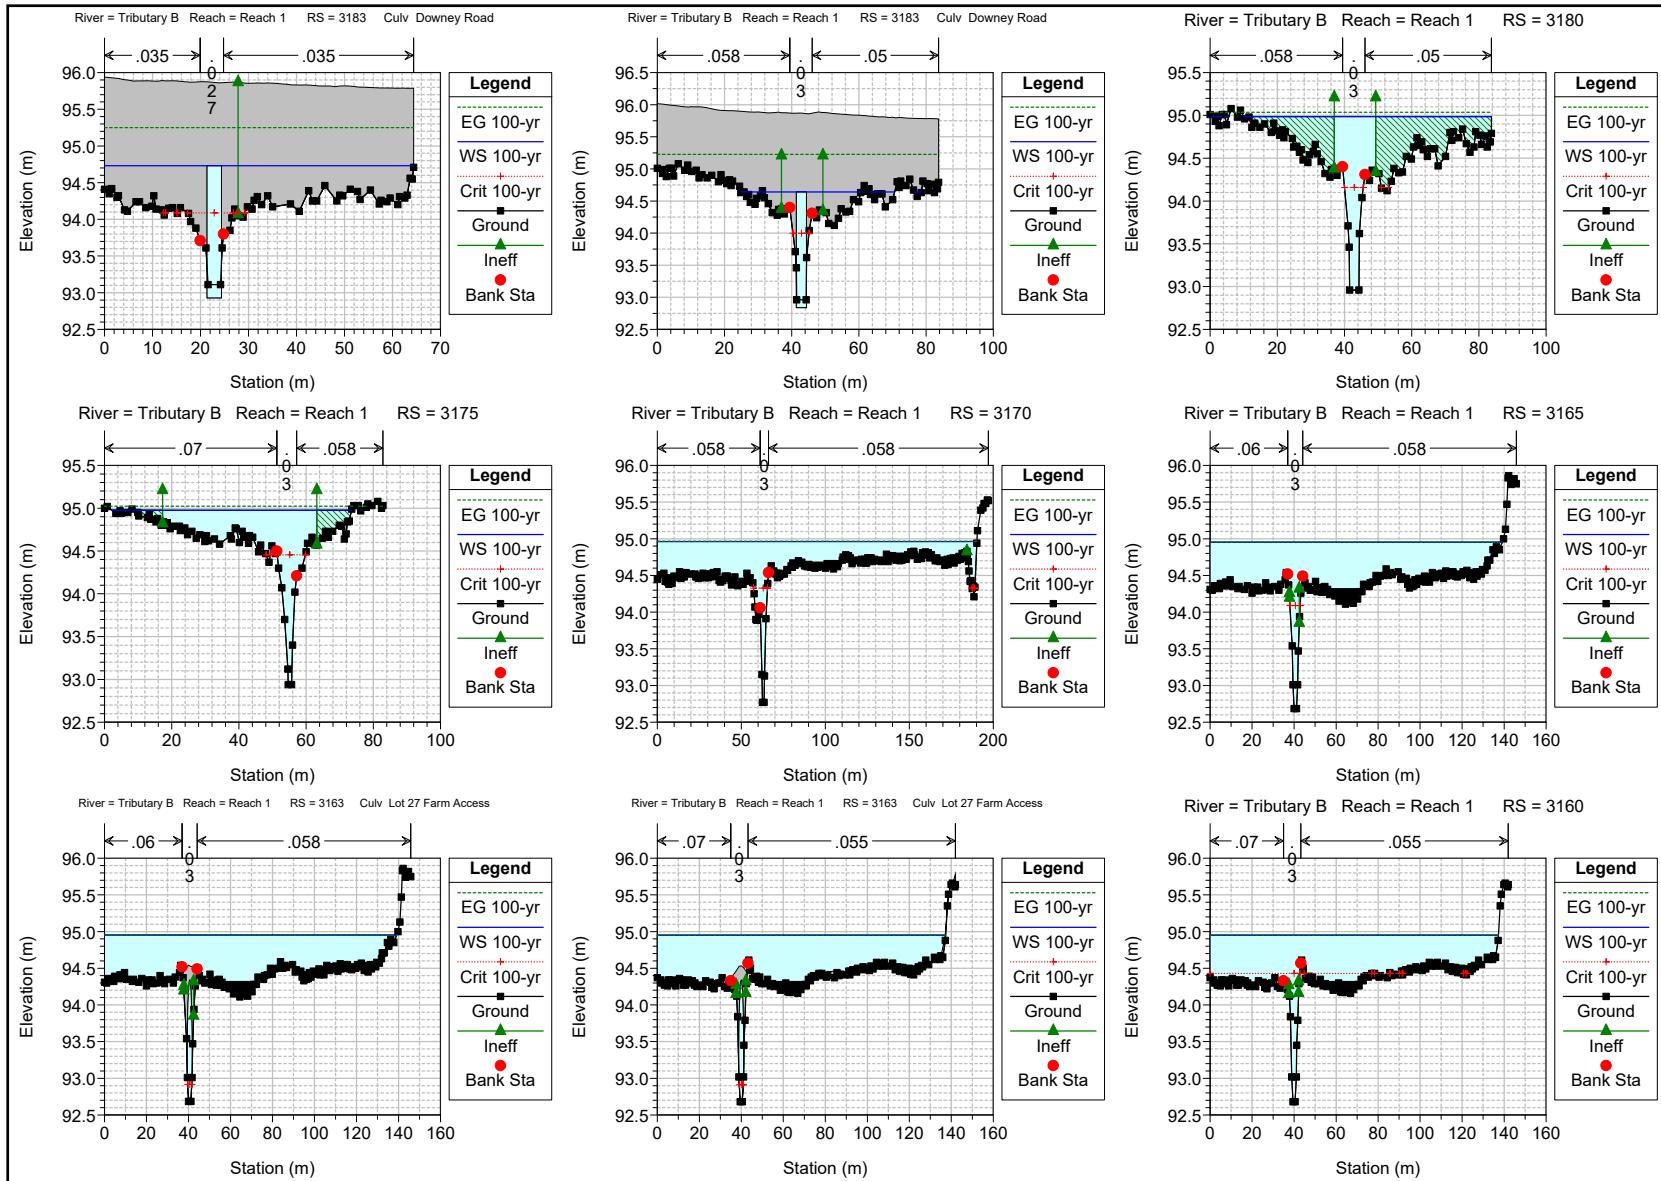 River = Tributary B Reach = Reach 1 RS = 3183 Culv Downey Road
.035 .027 .035
96.0
95.5
95.0
94.5
94.0
93.5
93.0
92.5
0 10 20 30 40 50 60 70
Station (m)
Elevation (m)
Legend
EG 100-yr
WS 100-yr
Crit 100-yr
Ground
Ineff
Bank Sta
River = Tributary B Reach = Reach 1 RS = 3183 Culv Downey Road
.058 .03 .05
96.5
96.0
95.5
95.0
94.5
94.0
93.5
93.0
92.5
0 20 40 60 80 100
Station (m)
Elevation (m)
Legend
EG 100-yr
WS 100-yr
Crit 100-yr
Ground
Ineff
Bank Sta
River = Tributary B Reach = Reach 1 RS = 3180
.058 .03 .05
95.5
95.0
94.5
94.0
93.5
93.0
92.5
0 20 40 60 80 100
Station (m)
Elevation (m)
Legend
EG 100-yr
WS 100-yr
Crit 100-yr
Ground
Ineff
Bank Sta
River = Tributary B Reach = Reach 1 RS = 3175
.07 .03 .058
95.5
95.0
94.5
94.0
93.5
93.0
92.5
0 20 40 60 80 100
Station (m)
Elevation (m)
Legend
EG 100-yr
WS 100-yr
Crit 100-yr
Ground
Ineff
Bank Sta
River = Tributary B Reach = Reach 1 RS = 3170
.058 .03 .058
96.0
95.5
95.0
94.5
94.0
93.5
93.0
92.5
0 50 100 150 200
Station (m)
Elevation (m)
Legend
EG 100-yr
WS 100-yr
Crit 100-yr
Ground
Ineff
Bank Sta
River = Tributary B Reach = Reach 1 RS = 3165
.06 .03 .058
96.0
95.5
95.0
94.5
94.0
93.5
93.0
92.5
0 20 40 60 80 100 120 140 160
Station (m)
Elevation (m)
Legend
EG 100-yr
WS 100-yr
Crit 100-yr
Ground
Ineff
Bank Sta
River = Tributary B Reach = Reach 1 RS = 3163 Culv Lot 27 Farm Access
.06 .03 .058
96.0
95.5
95.0
94.5
94.0
93.5
93.0
92.5
0 20 40 60 80 100 120 140 160
Station (m)
Elevation (m)
Legend
EG 100-yr
WS 100-yr
Crit 100-yr
Ground
Ineff
Bank Sta
River = Tributary B Reach = Reach 1 RS = 3163 Culv Lot 27 Farm Access
.07 .03 .055
96.0
95.5
95.0
94.5
94.0
93.5
93.0
92.5
0 20 40 60 80 100 120 140 160
Station (m)
Elevation (m)
Legend
EG 100-yr
WS 100-yr
Crit 100-yr
Ground
Ineff
Bank Sta
River = Tributary B Reach = Reach 1 RS = 3160
.07 .03 .055
96.0
95.5
95.0
94.5
94.0
93.5
93.0
92.5
0 20 40 60 80 100 120 140 160
Station (m)
Elevation (m)
Legend
EG 100-yr
WS 100-yr
Crit 100-yr
Ground
Ineff
Bank Sta